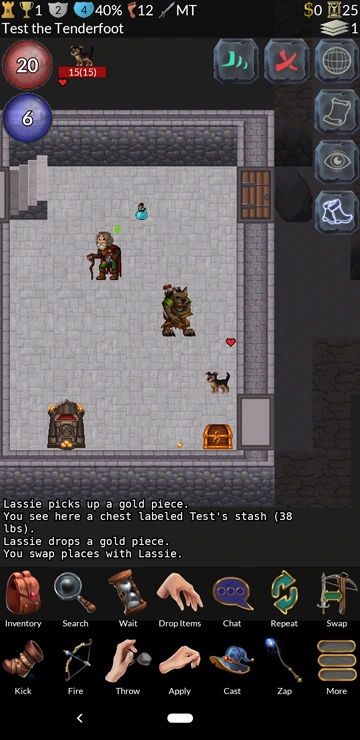 1 2 4 40% 12 MT $0 25
Test the Tenderfoot 1
20
15(15)
6
Lassie picks up a gold piece.
You see here a chest labeled Test's stash (38
lbs).
Lassie drops a gold piece.
You swap places with Lassie.
Inventory Search Wait Drop Items Chat Repeat Swap
Kick Fire Throw Apply Cast Zap More